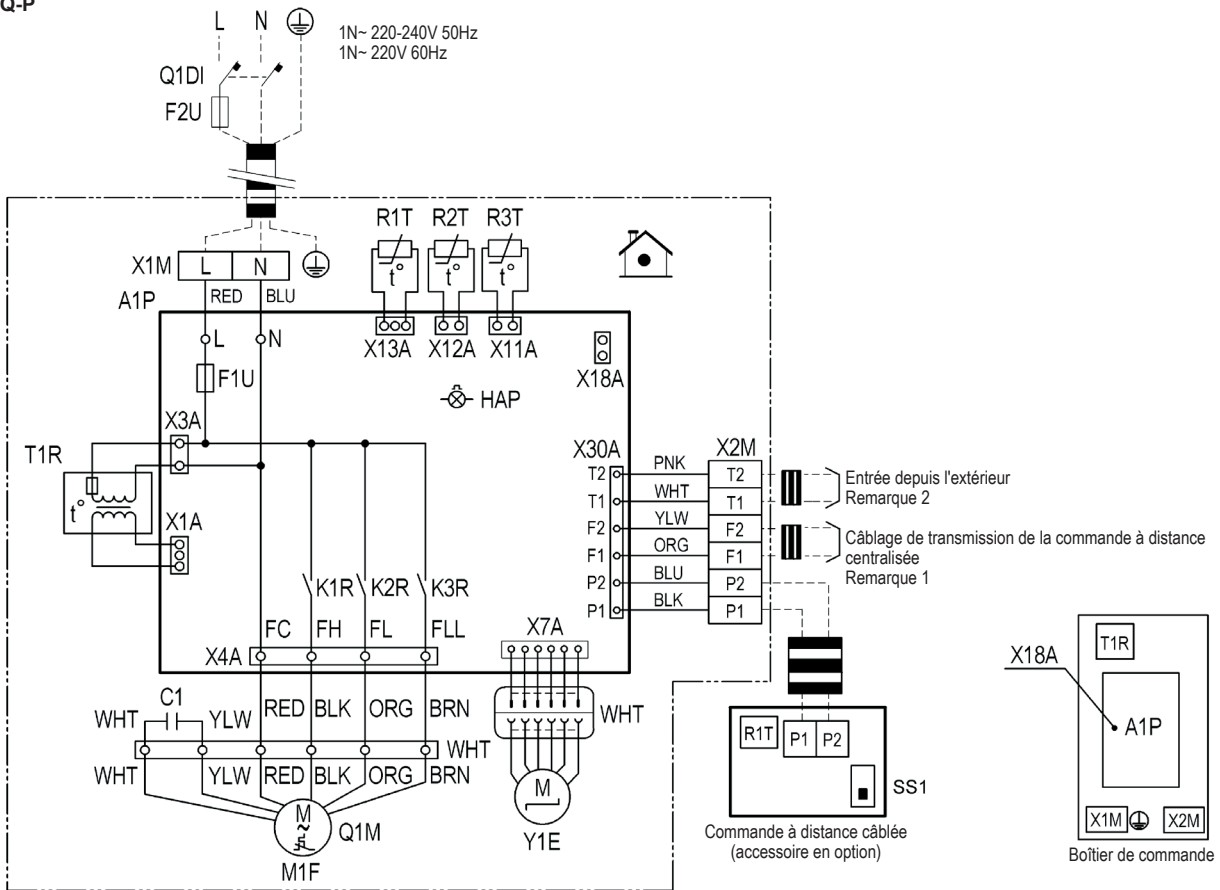 Q-P
L N
1N~ 220-240V 50Hz
1N~ 220V 60Hz
Q1DI
F2U
R1T R2T R3T
t° t° t°
X1M L N
A1P RED BLU
L N
X13A X12A X11A
X18A
F1U
HAP
X3A
T1R
t°
X1A
X30A X2M
T2 PNK T2
T1 WHT T1
F2 YLW F2
F1 ORG F1
P2 BLU P2
P1 BLK P1
Entrée depuis l'extérieur
Remarque 2
Câblage de transmission de la commande à distance
centralisée
Remarque 1
K1R K2R K3R
FC FH FL FLL
X4A
X7A
C1
WHT YLW RED BLK ORG BRN
WHT
WHT
WHT YLW RED BLK ORG BRN
M
~
Q1M
M1F
M
Y1E
R1T P1 P2
SS1
Commande à distance câblée
(accessoire en option)
X18A
T1R
A1P
X1M X2M
Boîtier de commande